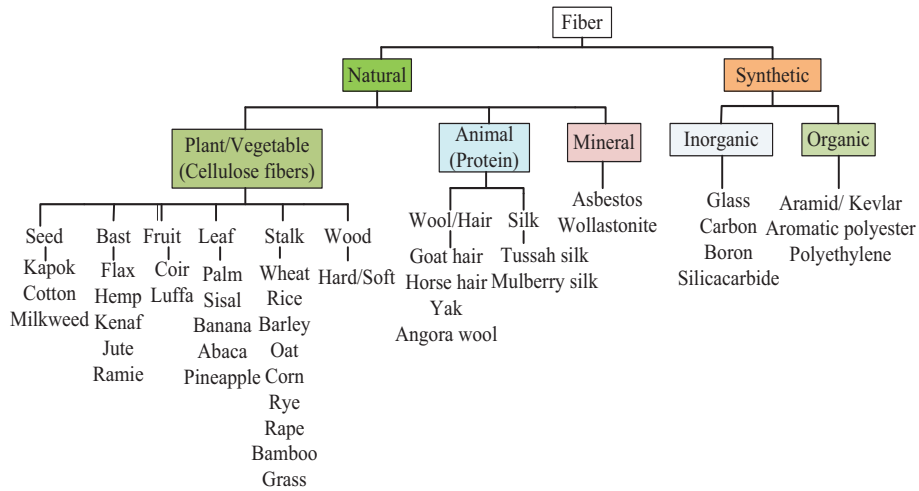 Fiber
Natural
Synthetic
Plant/Vegetable
(Cellulose fibers)
Animal
(Protein)
Mineral
Inorganic
Organic
Seed
Kapok
Cotton
Milkweed
Bast
Flax
Hemp
Kenaf
Jute
Ramie
Fruit
Coir
Luffa
Leaf
Palm
Sisal
Banana
Abaca
Pineapple
Stalk
Wheat
Rice
Barley
Oat
Corn
Rye
Rape
Bamboo
Grass
Wood
Hard/Soft
Wool/Hair
Goat hair
Horse hair
Yak
Angora wool
Silk
Tussah silk
Mulberry silk
Asbestos
Wollastonite
Glass
Carbon
Boron
Silicacarbide
Aramid/ Kevlar
Aromatic polyester
Polyethylene